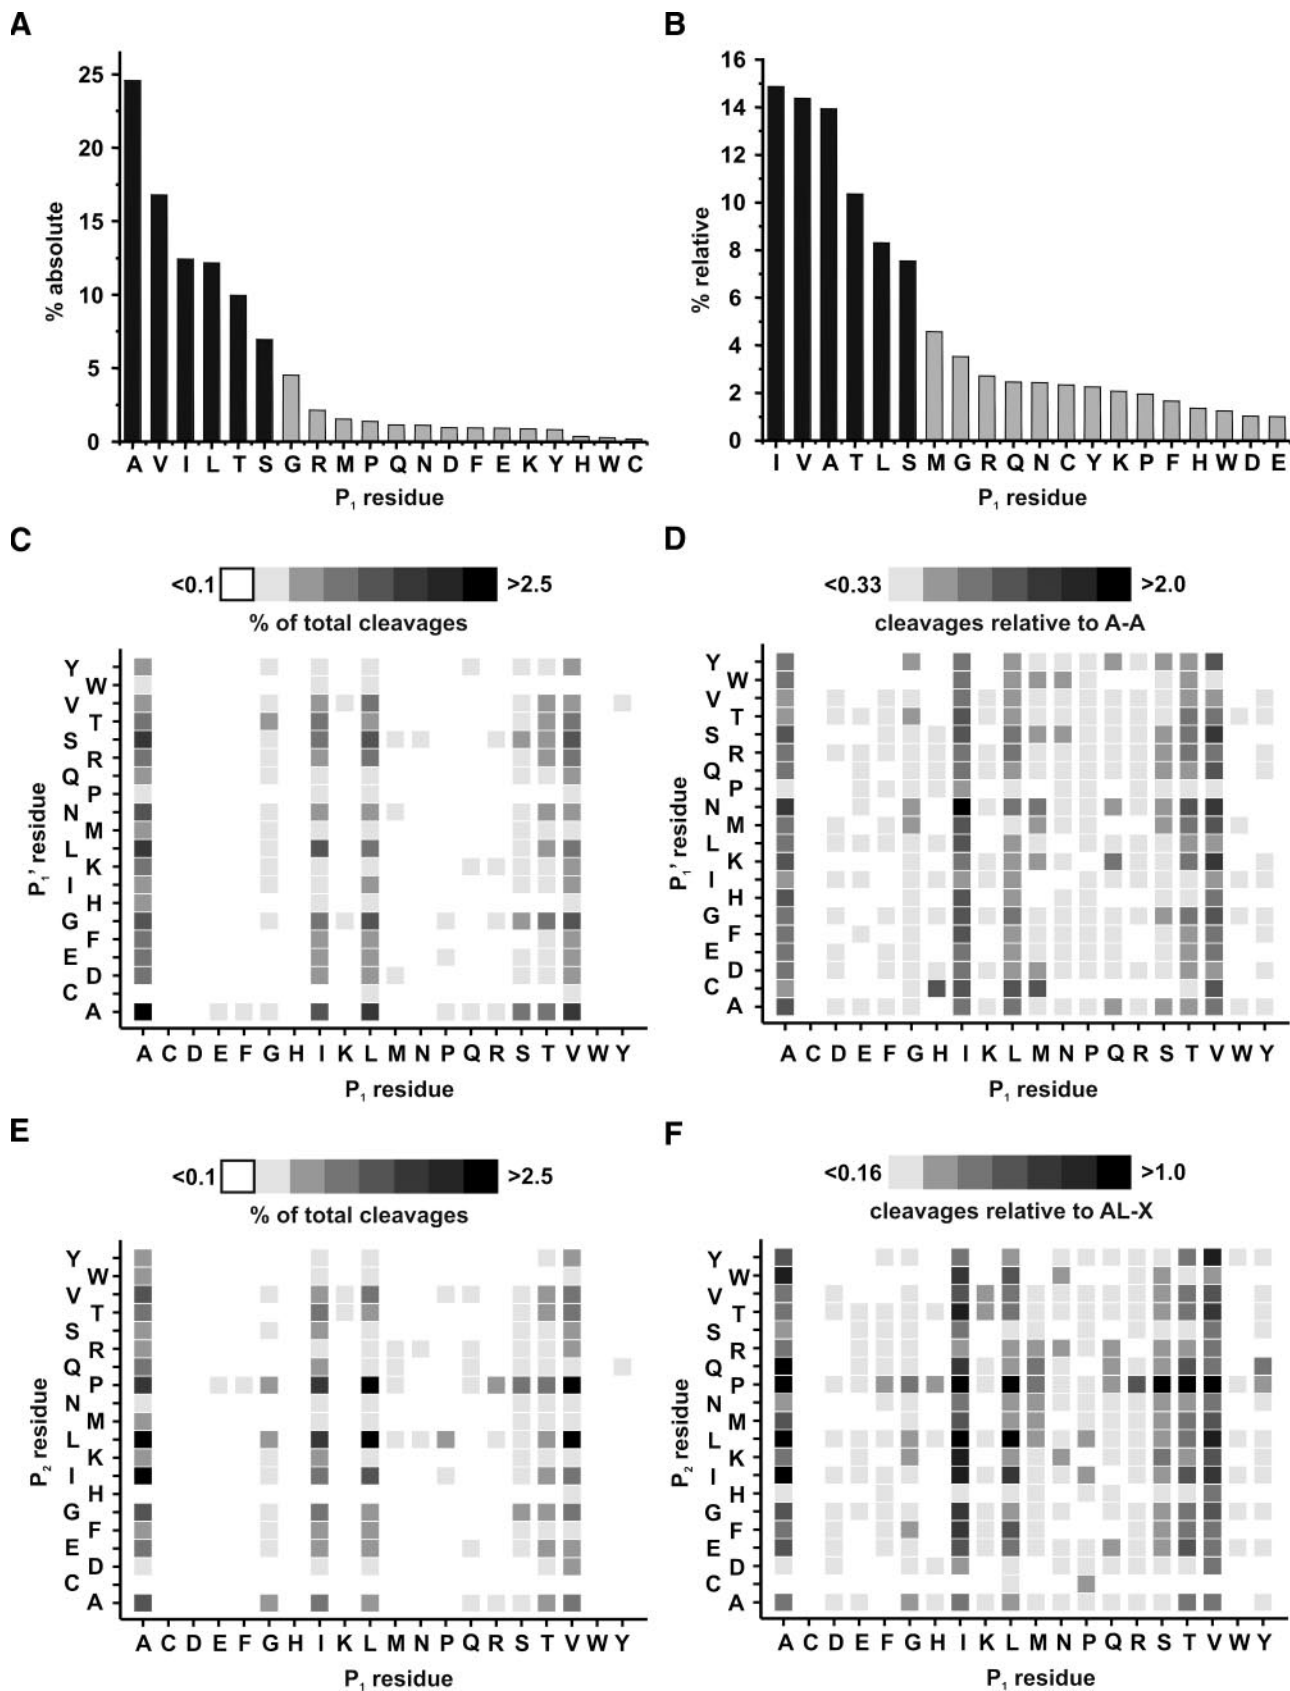 A
25
20
15
10
5
0
% absolute
A V I L T S G R M P Q N D F E K Y H W C
P1 residue
B
16
14
12
10
8
6
4
2
0
% relative
I V A T L S M G R Q N C Y K P F H W D E
P1 residue
C
<0.1 >2.5
% of total cleavages
Y
W
V
T
S
R
Q
P
N
M
L
K
I
H
G
F
E
D
C
A
P1' residue
A C D E F G H I K L M N P Q R S T V W Y
P1 residue
D
<0.33 >2.0
cleavages relative to A-A
Y
W
V
T
S
R
Q
P
N
M
L
K
I
H
G
F
E
D
C
A
P1' residue
A C D E F G H I K L M N P Q R S T V W Y
P1 residue
E
<0.1 >2.5
% of total cleavages
Y
W
V
T
S
R
Q
P
N
M
L
K
I
H
G
F
E
D
C
A
P2 residue
A C D E F G H I K L M N P Q R S T V W Y
P1 residue
F
<0.16 >1.0
cleavages relative to AL-X
Y
W
V
T
S
R
Q
P
N
M
L
K
I
H
G
F
E
D
C
A
P2 residue
A C D E F G H I K L M N P Q R S T V W Y
P1 residue